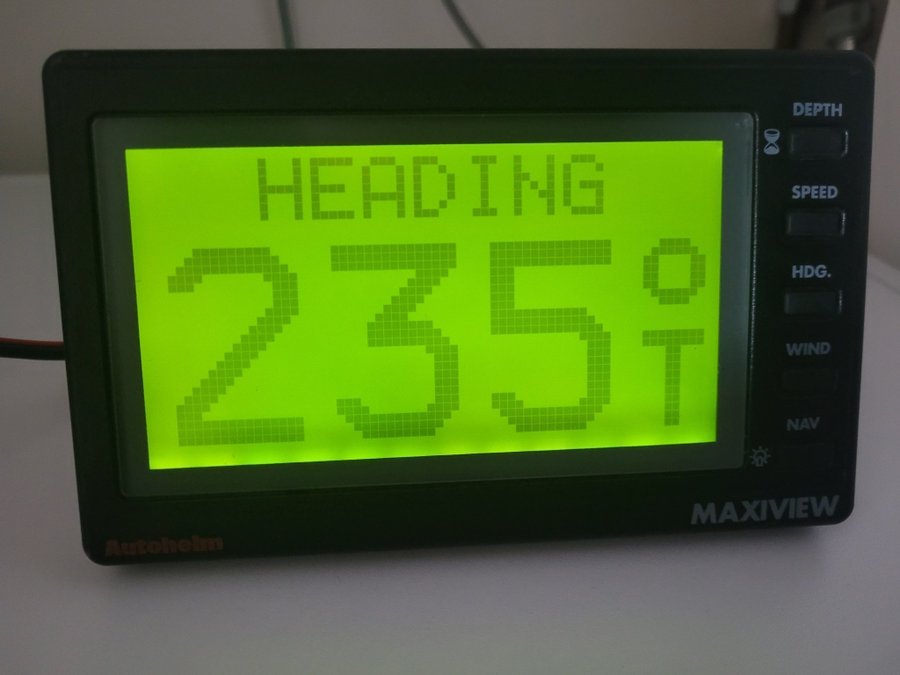 HEADING
235°T
DEPTH
SPEED
HDG.
WIND
NAV
MAXIVIEW
Autohelm